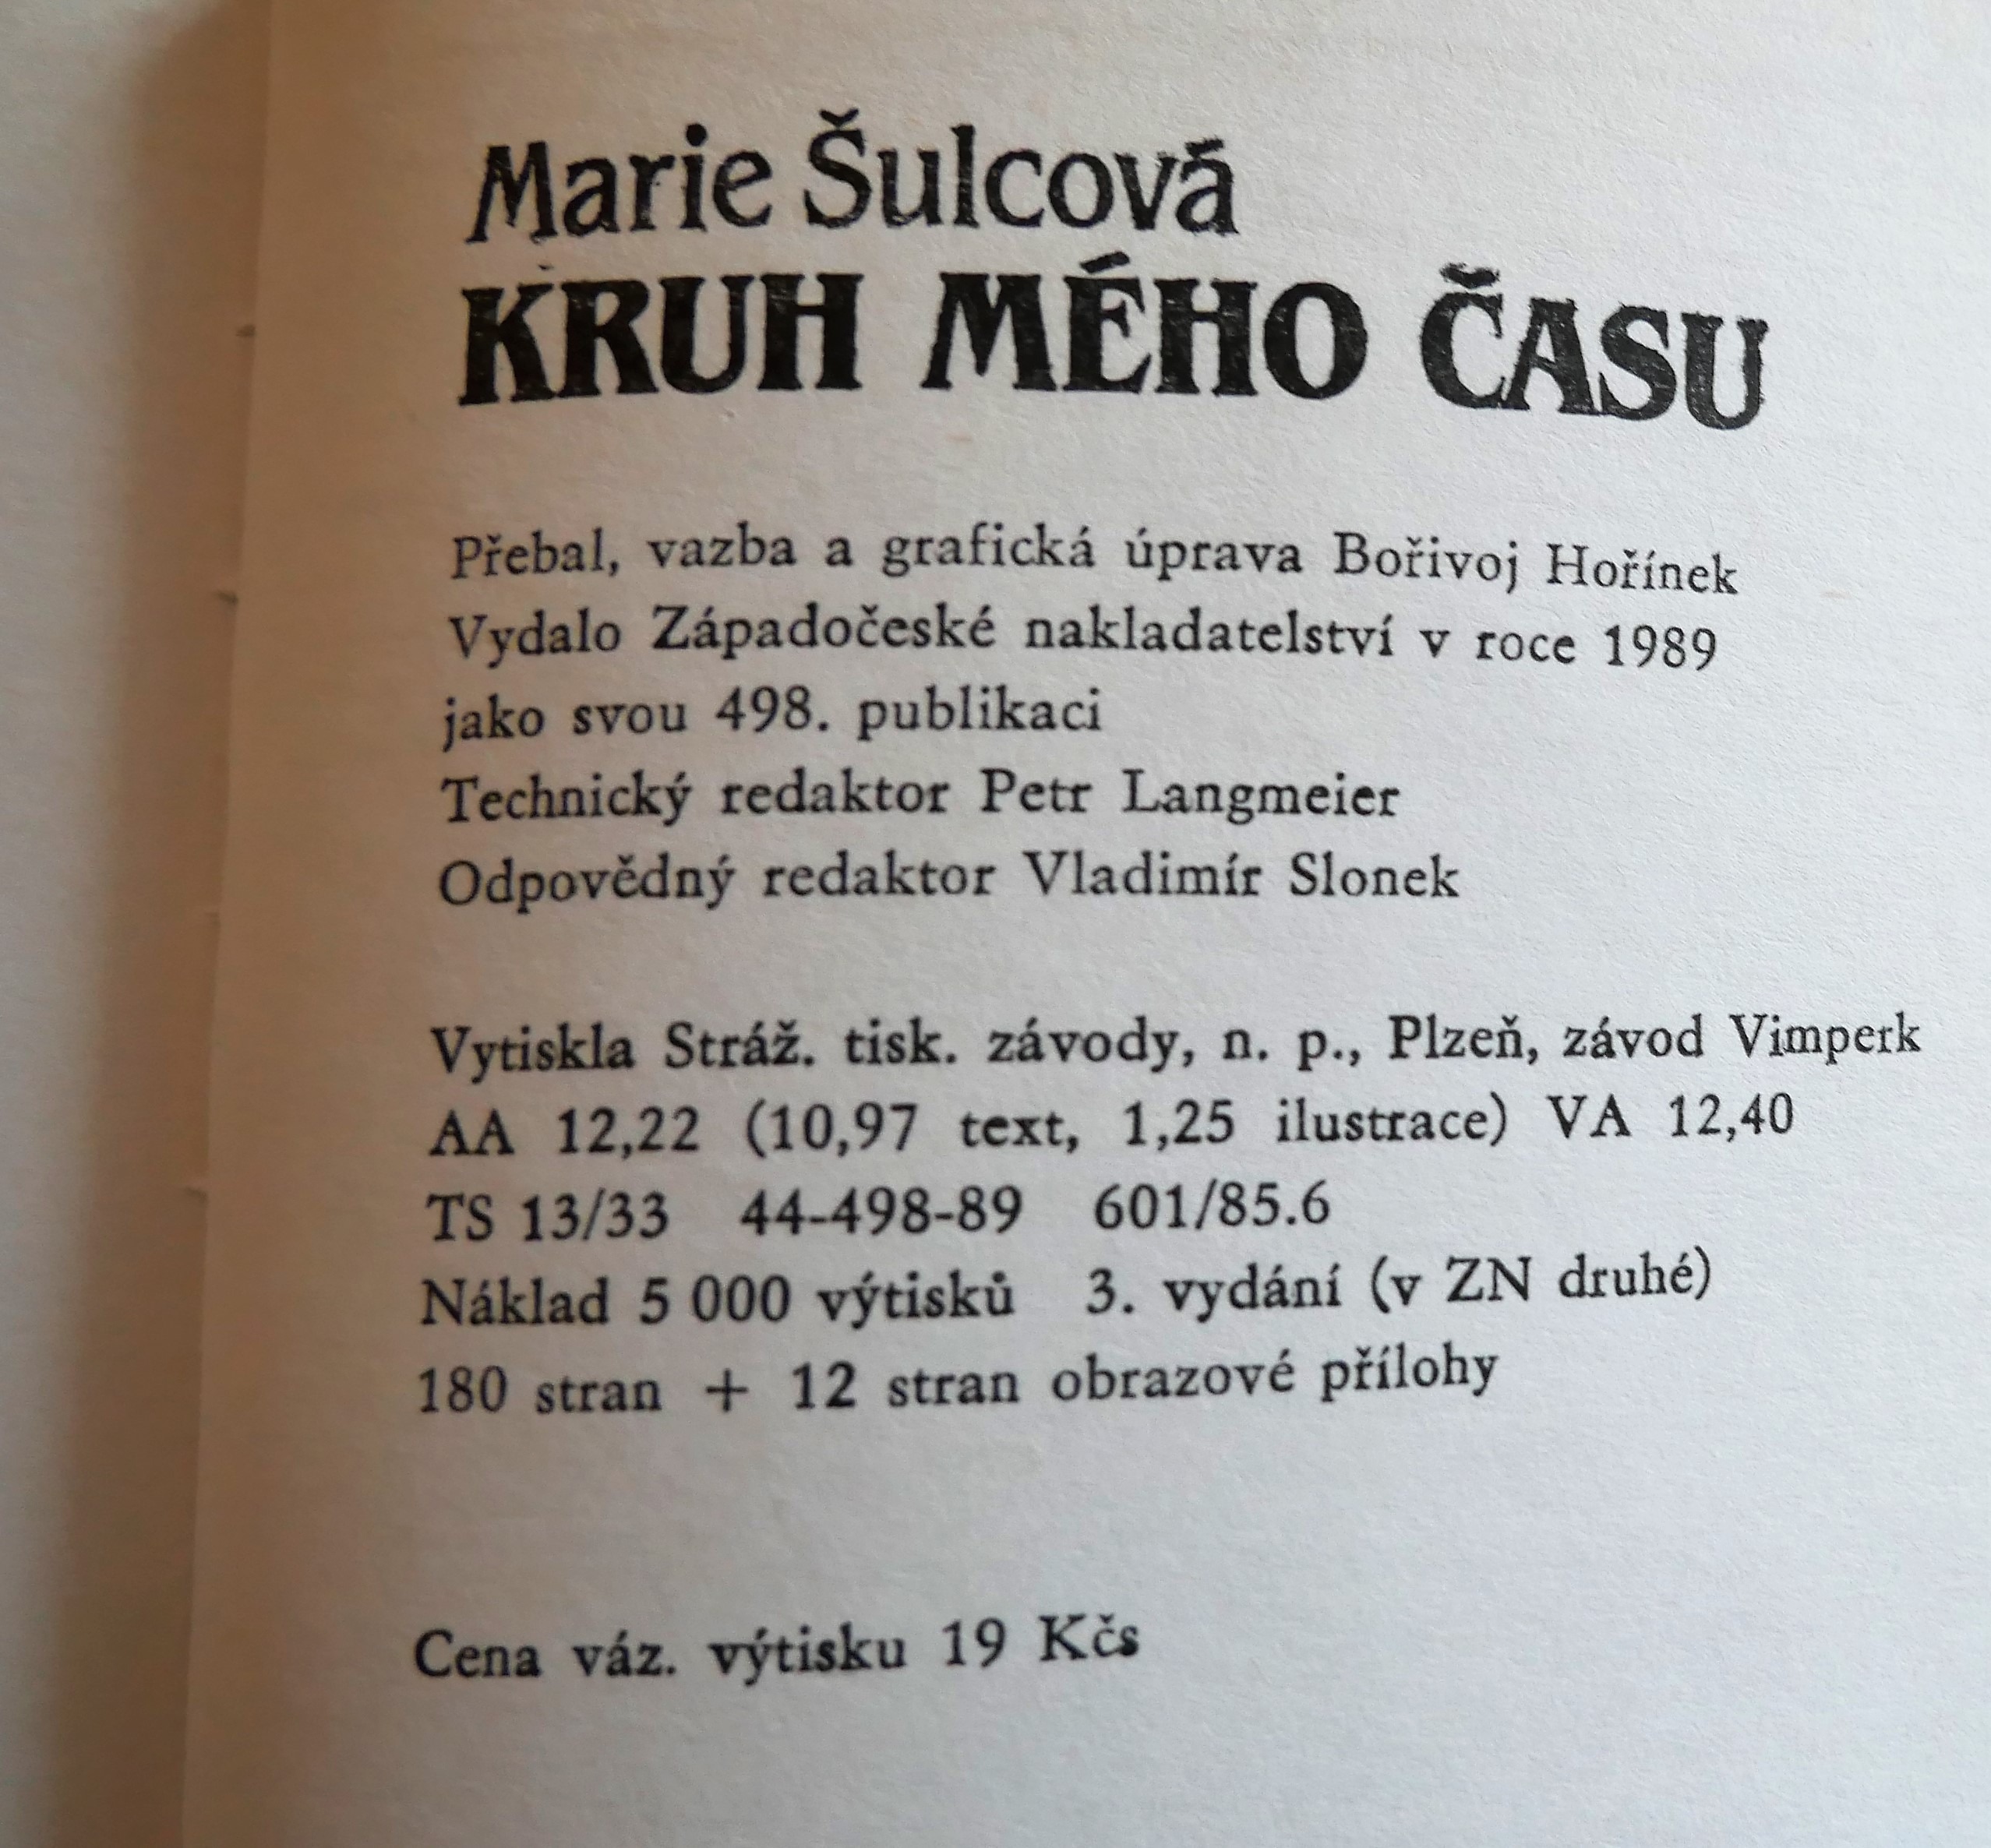 Marie Šulcová
KRUH MÉHO ČASU
Přebal, vazba a grafická úprava Bořivoj Hořínek
Vydalo Západočeské nakladatelství v roce 1989
jako svou 498. publikaci
Technický redaktor Petr Langmeier
Odpovědný redaktor Vladimír Slonek
Vytiskla Stráž. tisk. závody, n. p., Plzeň, závod Vimperk
AA 12,22 (10,97 text, 1,25 ilustrace) VA 12,40
TS 13/33 44-498-89 601/85.6
Náklad 5 000 výtisků 3. vydání (v ZN druhé)
180 stran + 12 stran obrazové přílohy
Cena váz. výtisku 19 Kčs